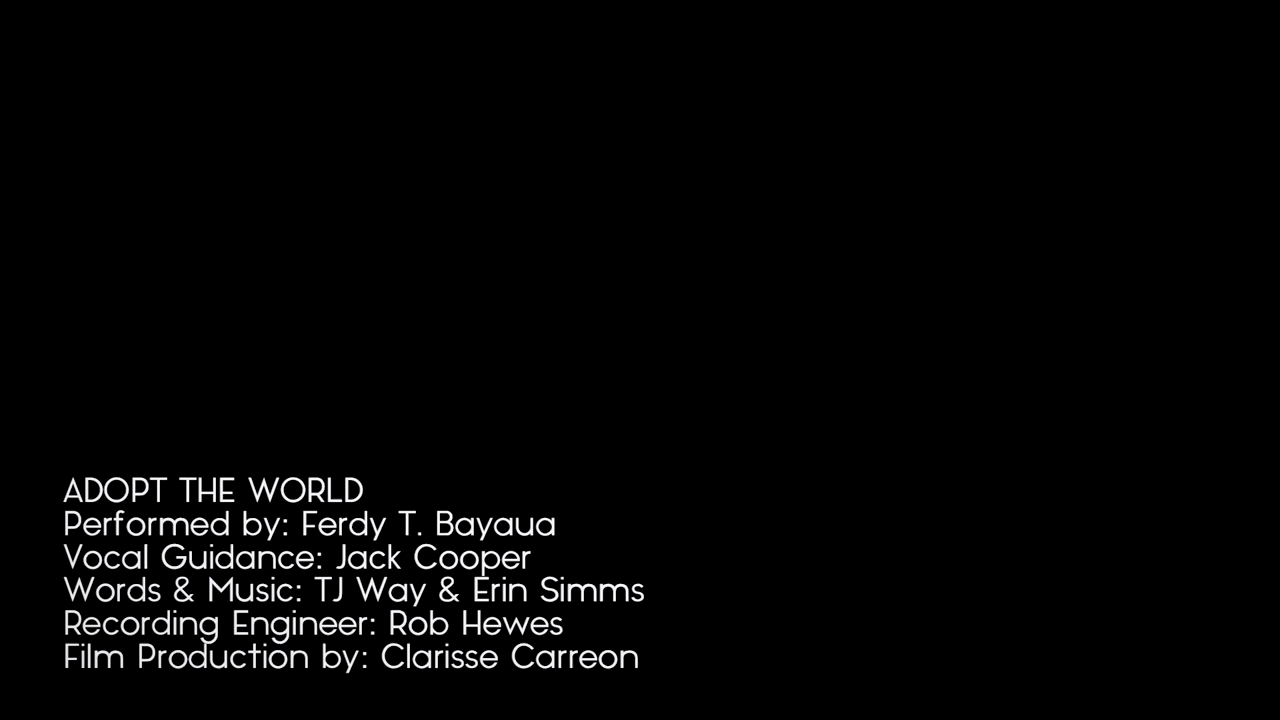 ADOPT THE WORLD
Performed by: Ferdy T. Bayaua
Vocal Guidance: Jack Cooper
Words & Music: TJ Way & Erin Simms
Recording Engineer: Rob Hewes
Film Production by: Clarisse Carreon